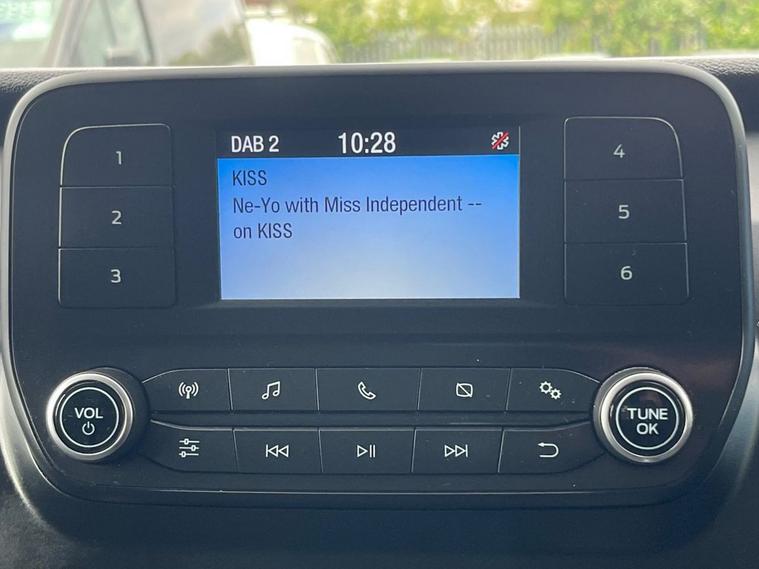 DAB 2 10:28
KISS
Ne-Yo with Miss Independent --
on KISS
1
2
3
4
5
6
VOL
TUNE
OK